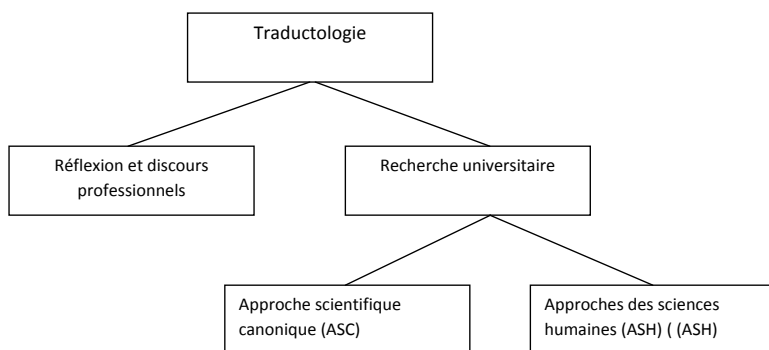 Traductologie
Réflexion et discours
professionnels
Recherche universitaire
Approche scientifique
canonique (ASC)
Approches des sciences
humaines (ASH) ( (ASH)